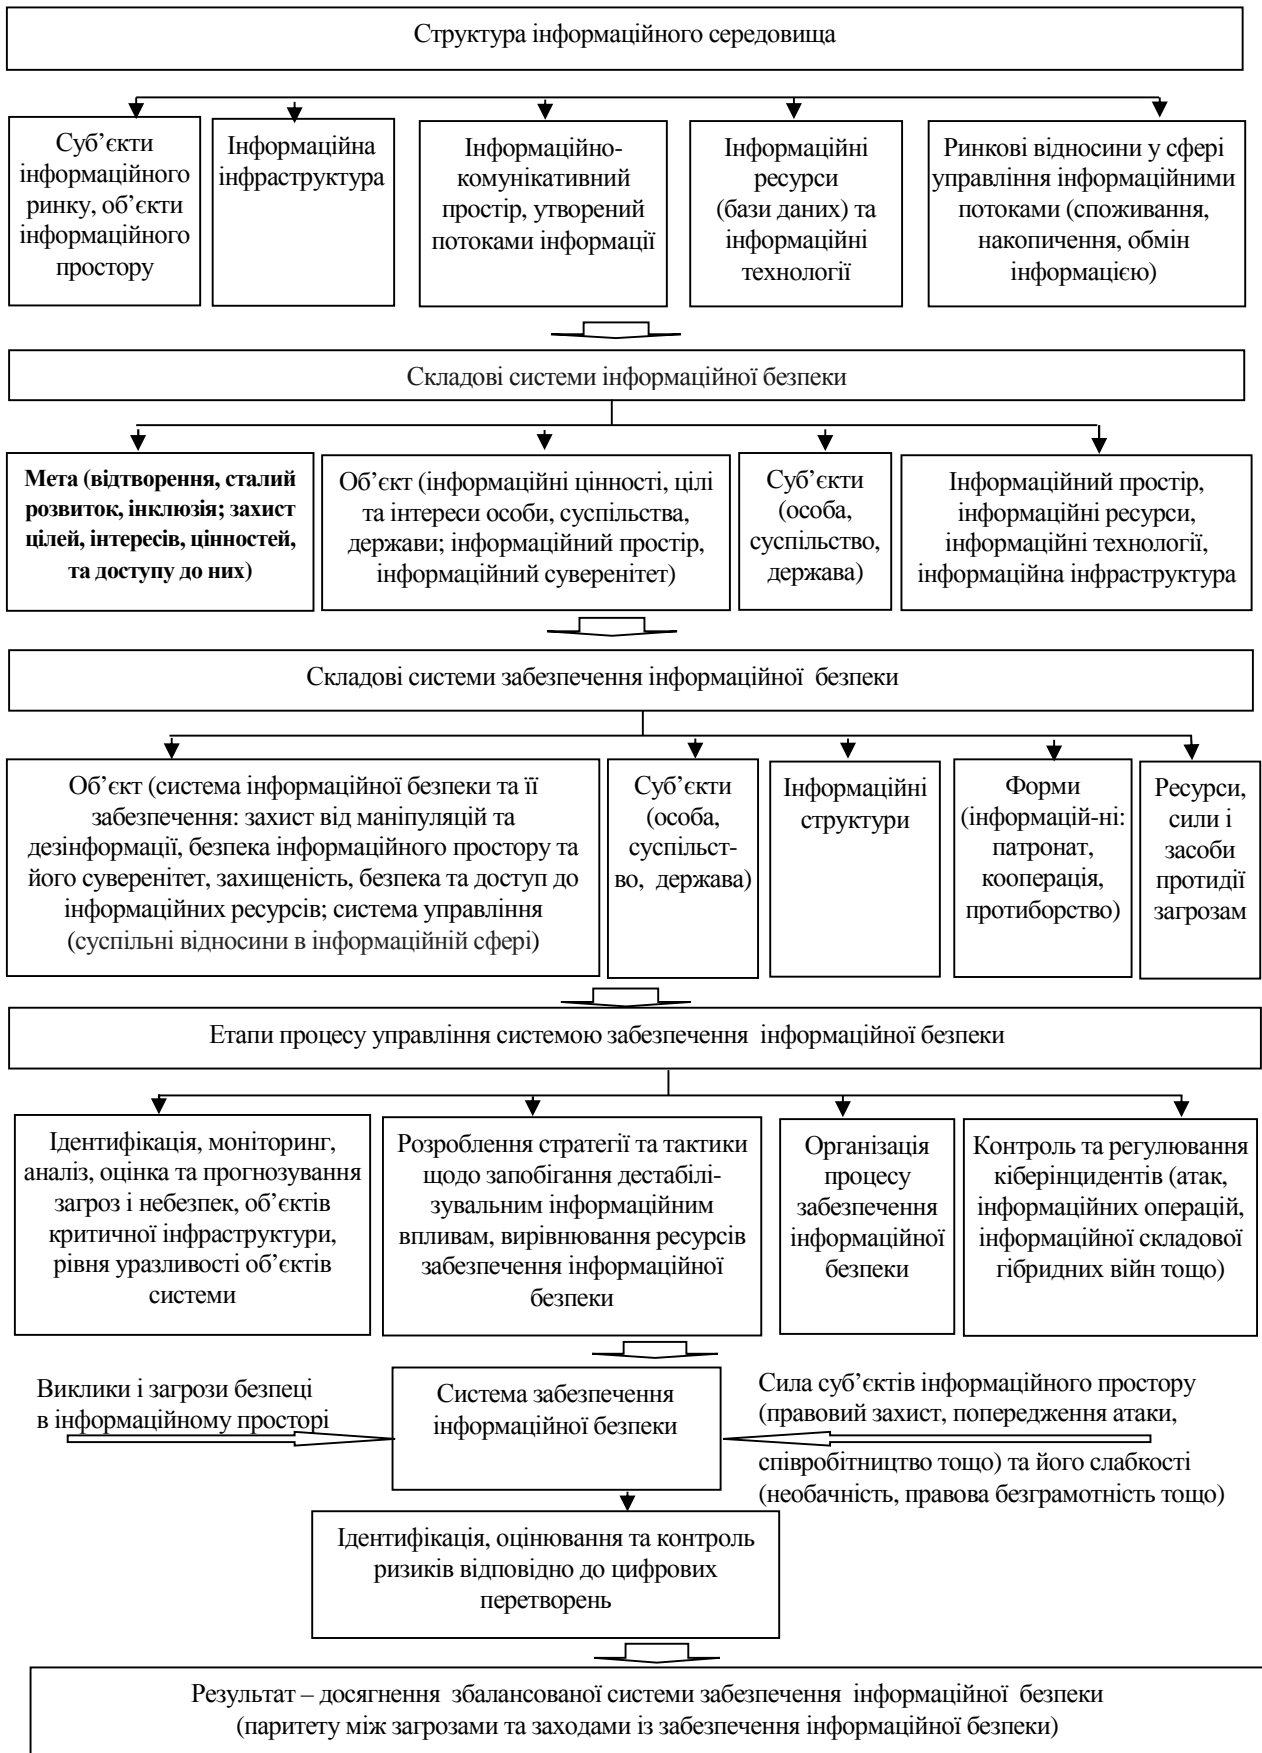 Структура інформаційного середовища
Суб’єкти
інформаційного
ринку, об’єкти
інформаційного
простору
Інформаційна
інфраструктура
Інформаційно-
комунікативний
простір, утворений
потоками інформації
Інформаційні
ресурси
(бази даних) та
інформаційні
технології
Ринкові відносини у сфері
управління інформаційними
потоками (споживання,
накопичення, обмін
інформацією)
Складові системи інформаційної безпеки
Мета (відтворення, сталий
розвиток, інклюзія; захист
цілей, інтересів, цінностей,
та доступу до них)
Об’єкт (інформаційні цінності, цілі
та інтереси особи, суспільства,
держави; інформаційний простір,
інформаційний суверенітет)
Суб’єкти
(особа,
суспільство,
держава)
Інформаційний простір,
інформаційні ресурси,
інформаційні технології,
інформаційна інфраструктура
Складові системи забезпечення інформаційної безпеки
Об’єкт (система інформаційної безпеки та її
забезпечення: захист від маніпуляцій та
дезінформації, безпека інформаційного простору та
його суверенітет, захищеність, безпека та доступ до
інформаційних ресурсів; система управління
(суспільні відносини в інформаційній сфері)
Суб’єкти
(особа,
суспільст-
во, держава)
Інформаційні
структури
Форми
(інформацій-ні:
патронат,
кооперація,
протиборство)
Ресурси,
сили і
засоби
протидії
загрозам
Етапи процесу управління системою забезпечення інформаційної безпеки
Ідентифікація, моніторинг,
аналіз, оцінка та прогнозування
загроз і небезпек, об’єктів
критичної інфраструктури,
рівня уразливості об’єктів
системи
Розроблення стратегії та тактики
щодо запобігання дестабілі-
зувальним інформаційним
впливам, вирівнювання ресурсів
забезпечення інформаційної
безпеки
Організація
процесу
забезпечення
інформаційної
безпеки
Контроль та регулювання
кіберінцидентів (атак,
інформаційних операцій,
інформаційної складової
гібридних війн тощо)
Виклики і загрози безпеці
в інформаційному просторі
Система забезпечення
інформаційної безпеки
Сила суб’єктів інформаційного простору
(правовий захист, попередження атаки,
співробітництво тощо) та його слабкості
(необачність, правова безграмотність тощо)
Ідентифікація, оцінювання та контроль
ризиків відповідно до цифрових
перетворень
Результат – досягнення збалансованої системи забезпечення інформаційної безпеки
(паритету між загрозами та заходами із забезпечення інформаційної безпеки)